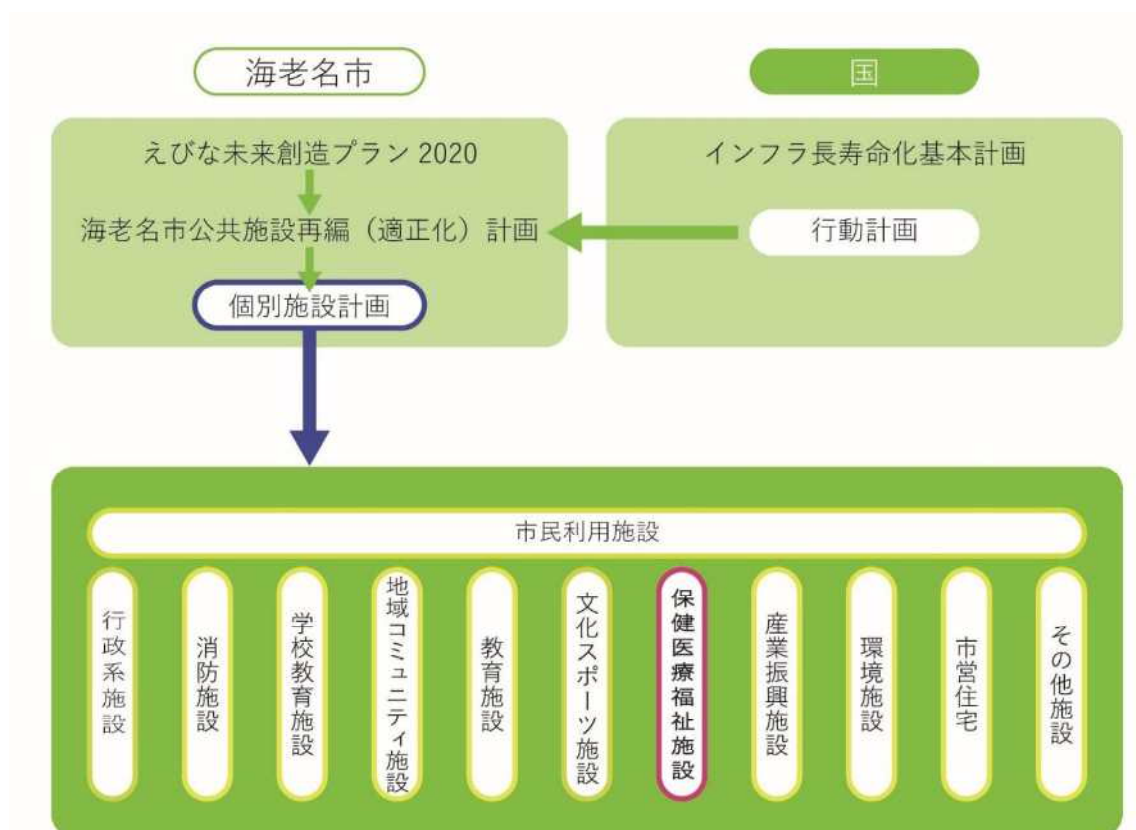 海老名市
国
えびな未来創造プラン 2020
インフラ長寿命化基本計画
海老名市公共施設再編（適正化）計画
行動計画
個別施設計画
市民利用施設
行政系施設
消防施設
学校教育施設
地域コミュニティ施設
教育施設
文化スポーツ施設
保健医療福祉施設
産業振興施設
環境施設
市営住宅
その他施設